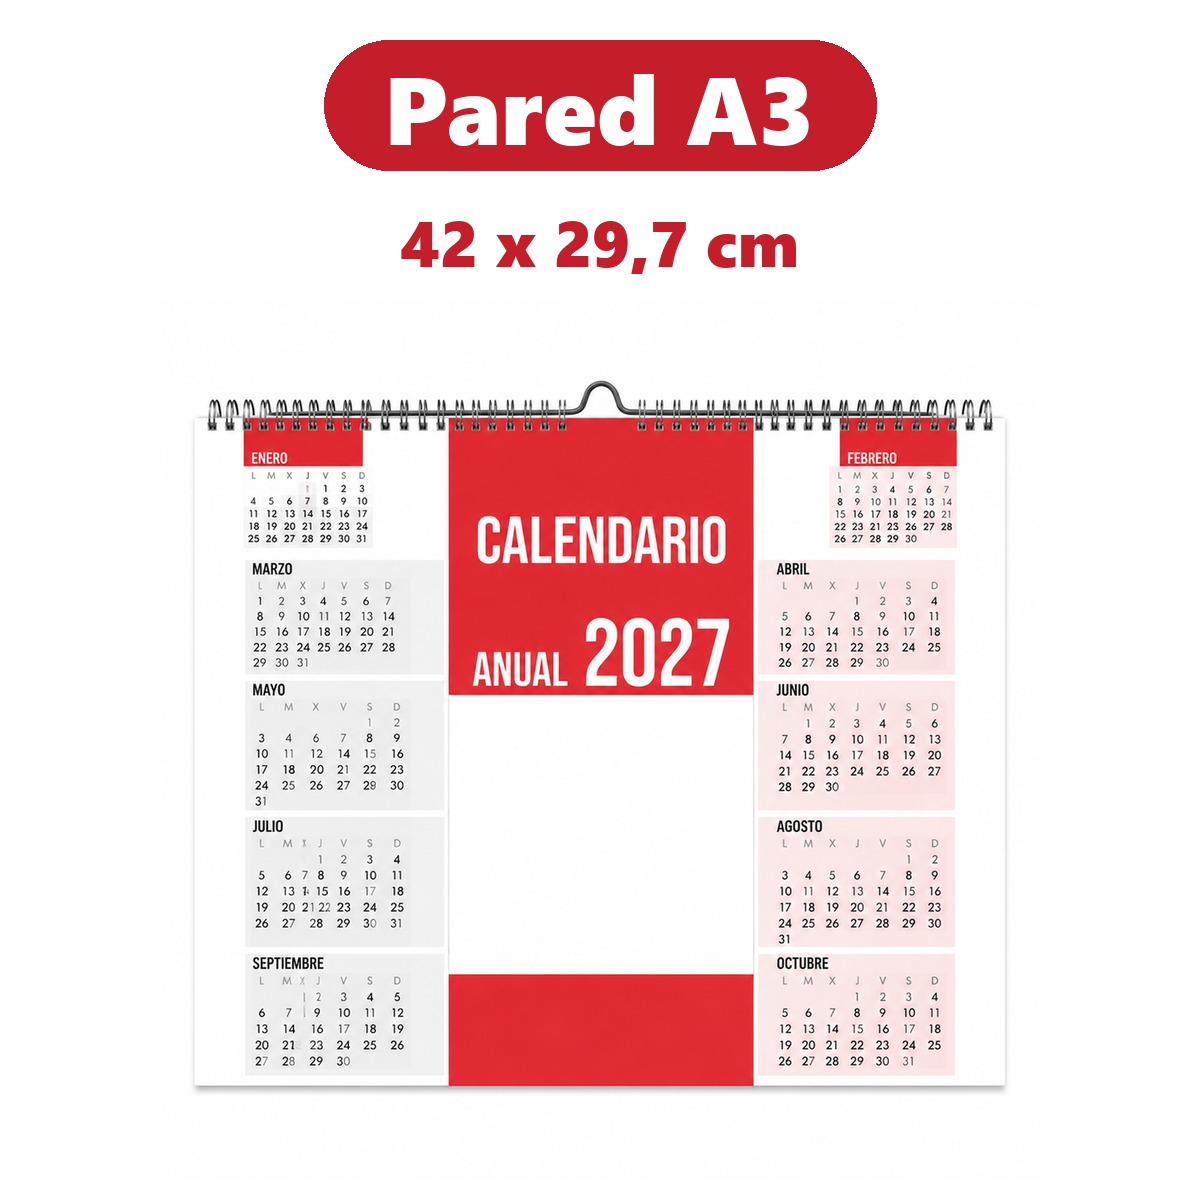 Pared A3
42 x 29,7 cm
ENERO
L M X J V S D
1 1 2 3
4 5 6 7 8 9 10
11 12 13 14 15 16 17
18 19 20 21 22 23 24
25 26 27 28 29 30 31
FEBRERO
L M X J V S D
1 2 3 4 5 6 7
8 9 10 11 12 13 14
15 16 17 18 19 20 21
22 22 24 25 26 27 28
26 27 28 29 30
CALENDARIO
ANUAL 2027
MARZO
L M X J V S D
1 2 3 4 5 6 7
8 9 10 11 12 13 14
15 16 17 18 19 20 21
22 23 24 25 26 27 28
29 30 31
ABRIL
L M X J V S D
1 2 3 4
5 6 7 8 9 10 11
12 13 14 15 16 17 18
19 20 21 22 23 24 25
26 27 28 29 30
MAYO
L M X J V S D
1 2
3 4 6 7 8 9
10 11 12 14 15 16
17 18 20 21 22 23
24 25 26 27 28 30
31
JUNIO
L M X J V S D
1 2 3 4 5 6
7 8 9 10 11 12 13
14 15 16 17 18 19 20
21 22 23 24 25 26 27
28 29 30
JULIO
L M X J V S D
1 2 3 4
5 6 7 8 9 10 11
12 13 15 16 17 18
19 20 21 22 23 24 25
26 27 28 29 30 31
AGOSTO
L M X J V S D
1 2
3 4 5 6 7 8 9
10 11 12 13 14 15 16
17 18 19 20 21 22 23
24 25 26 27 28 29 30
31
SEPTIEMBRE
L M X J V S D
2 3 4 5
6 7 9 10 11 12
13 14 16 17 18 19
20 21 23 24 25 26
27 28 29 30
OCTUBRE
L M X J V S D
1 2 3 4
5 6 7 8 9 10 11
12 13 14 15 16 17 18
19 20 21 22 23 24 25
26 27 28 29 30 31